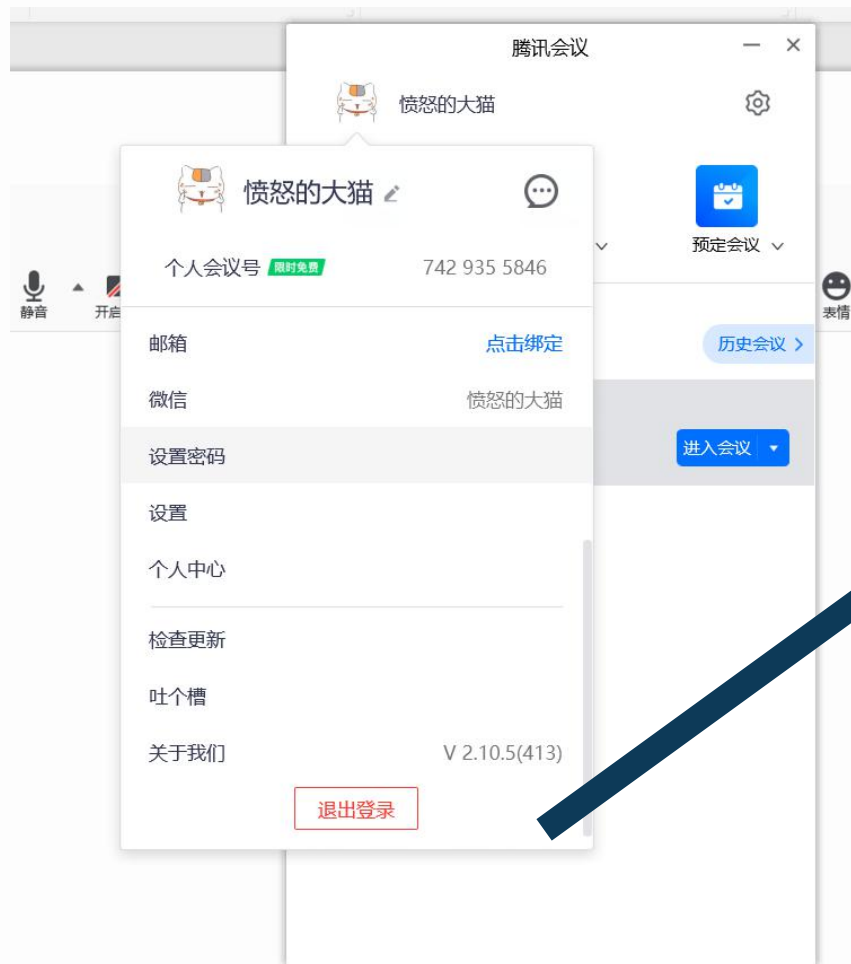 腾讯会议
愤怒的大猫
愤怒的大猫
个人会议号 限时免费 742 935 5846
预定会议
静音
开启
表情
邮箱 点击绑定
历史会议
微信 愤怒的大猫
设置密码
进入会议
设置
个人中心
检查更新
吐个槽
关于我们 V 2.10.5(413)
退出登录